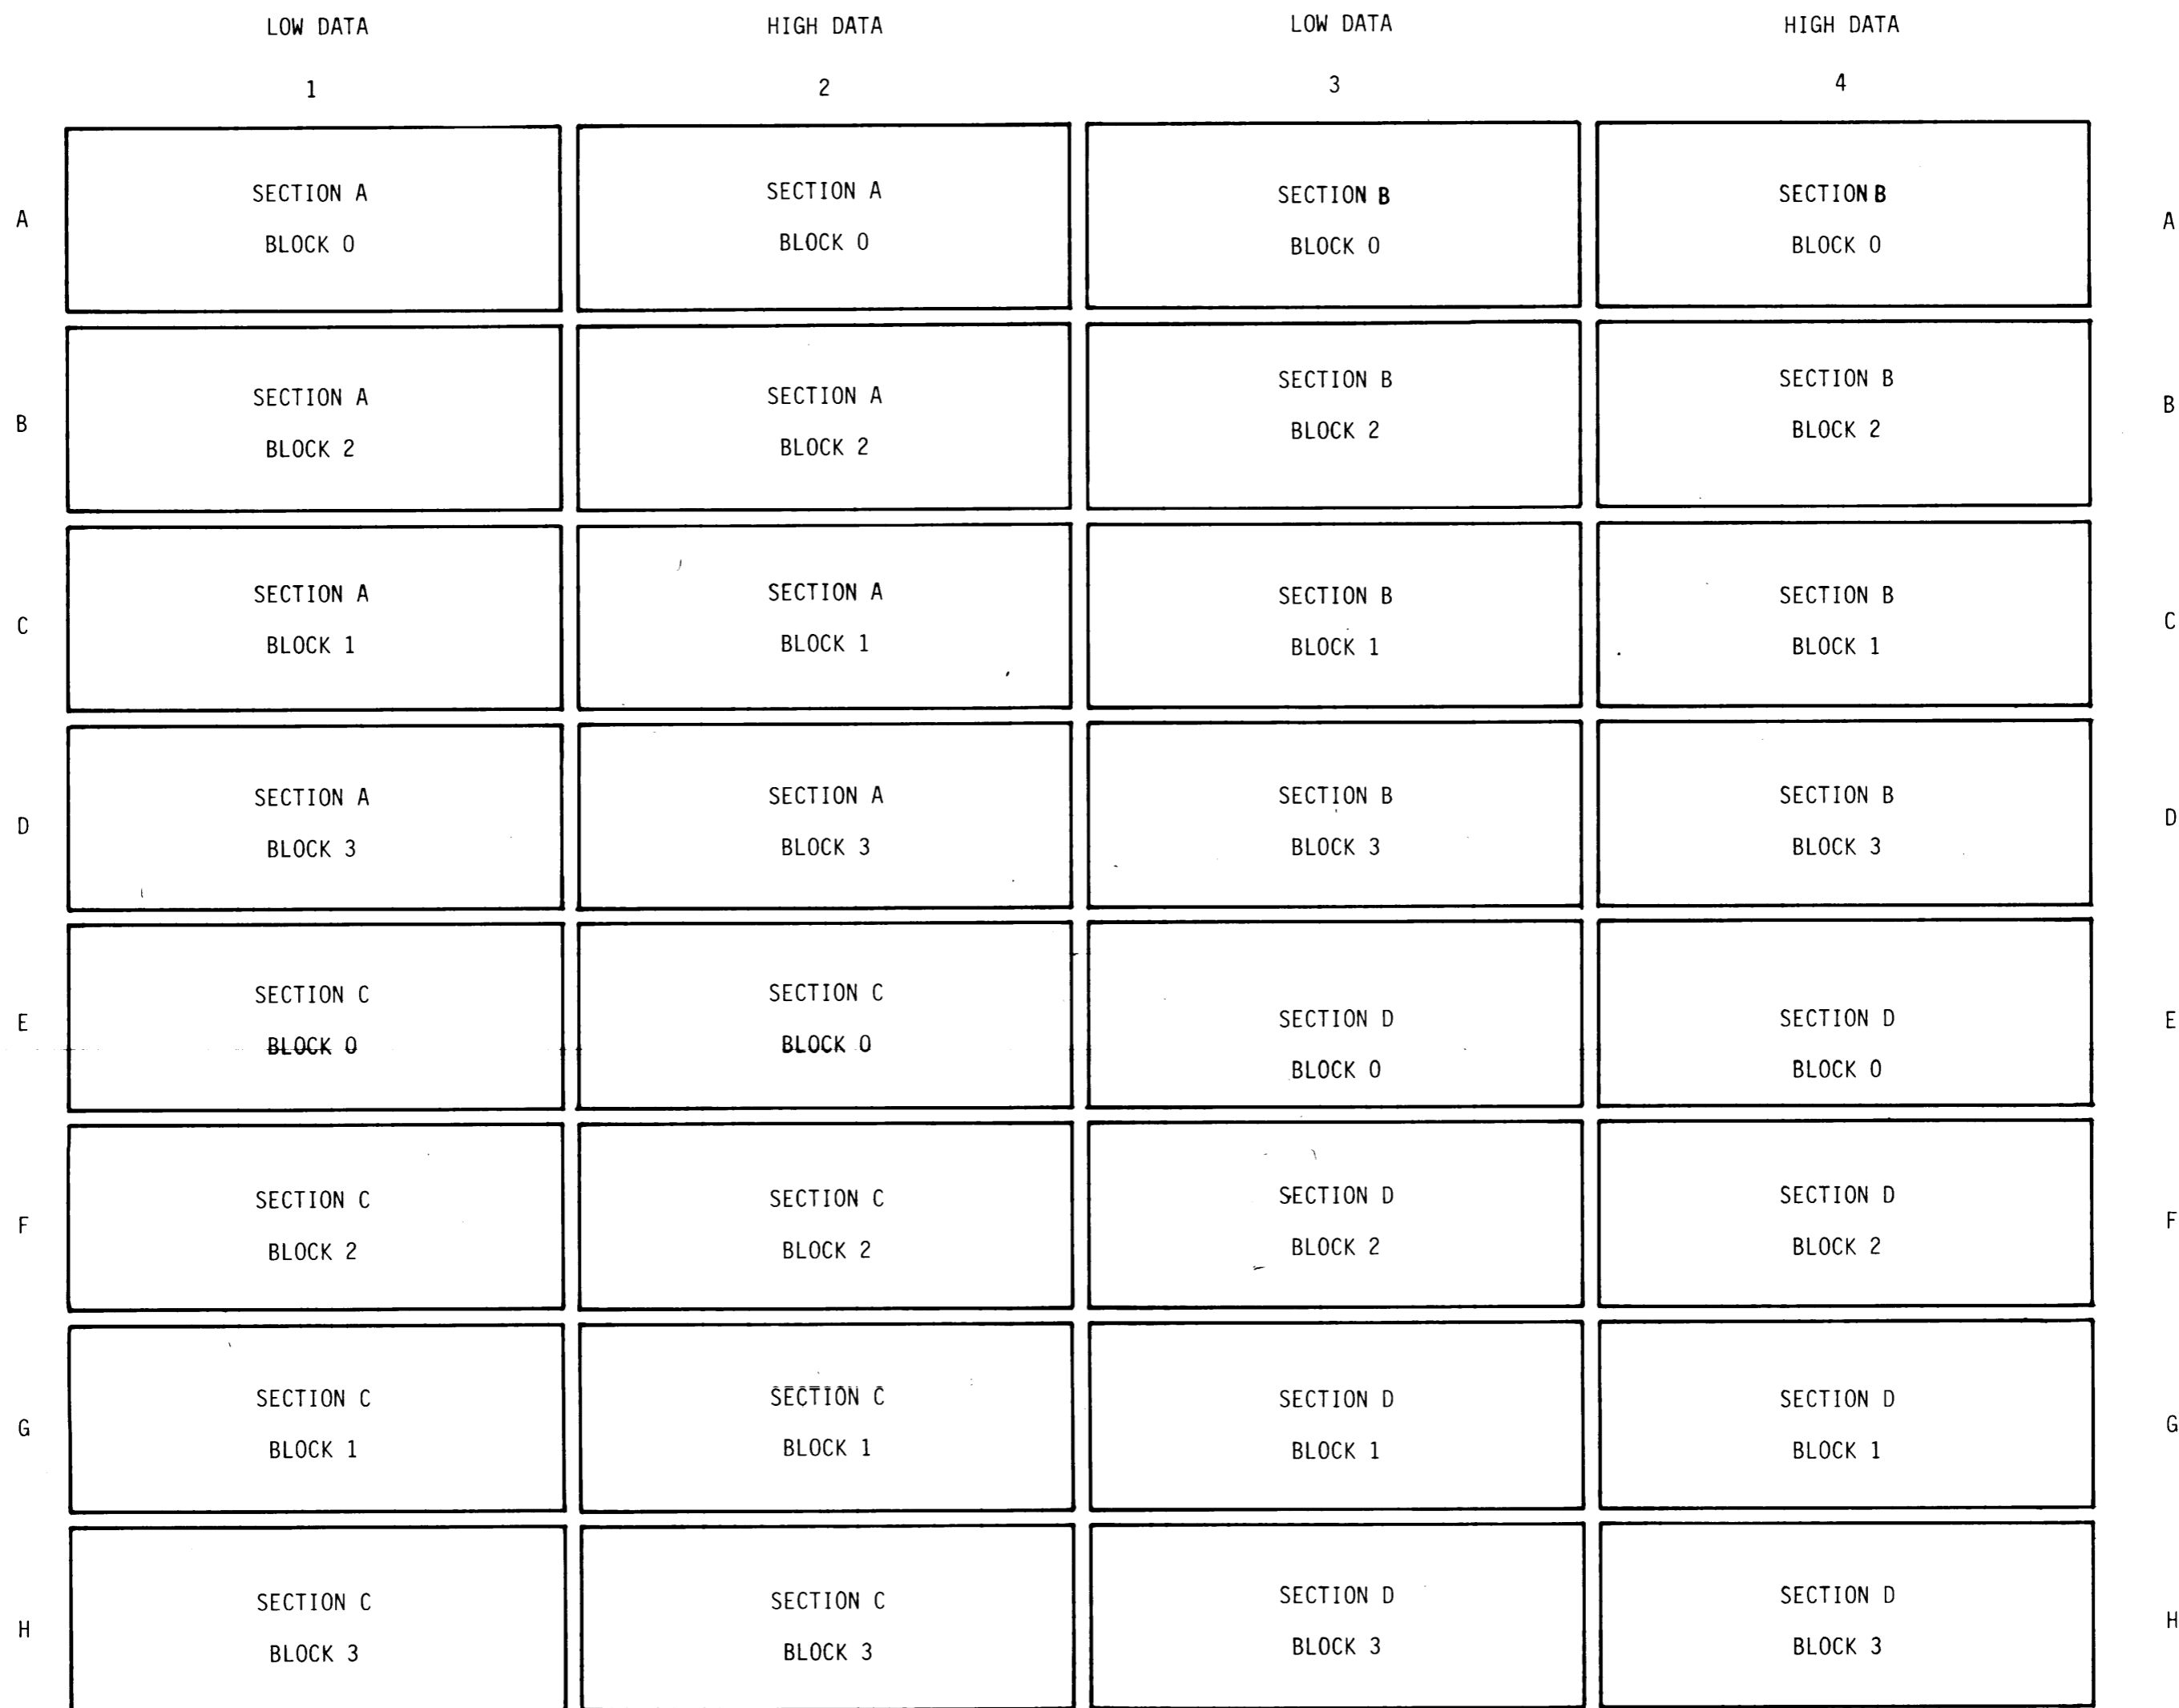 LOW DATA HIGH DATA LOW DATA HIGH DATA
1 2 3 4
A SECTION A SECTION A SECTION B SECTION B A
BLOCK 0 BLOCK 0 BLOCK 0 BLOCK 0
B SECTION A SECTION A SECTION B SECTION B B
BLOCK 2 BLOCK 2 BLOCK 2 BLOCK 2
C SECTION A SECTION A SECTION B SECTION B C
BLOCK 1 BLOCK 1 BLOCK 1 BLOCK 1
D SECTION A SECTION A SECTION B SECTION B D
BLOCK 3 BLOCK 3 BLOCK 3 BLOCK 3
E SECTION C SECTION C SECTION D SECTION D E
BLOCK 0 BLOCK 0 BLOCK 0 BLOCK 0
F SECTION C SECTION C SECTION D SECTION D F
BLOCK 2 BLOCK 2 BLOCK 2 BLOCK 2
G SECTION C SECTION C SECTION D SECTION D G
BLOCK 1 BLOCK 1 BLOCK 1 BLOCK 1
H SECTION C SECTION C SECTION D SECTION D H
BLOCK 3 BLOCK 3 BLOCK 3 BLOCK 3